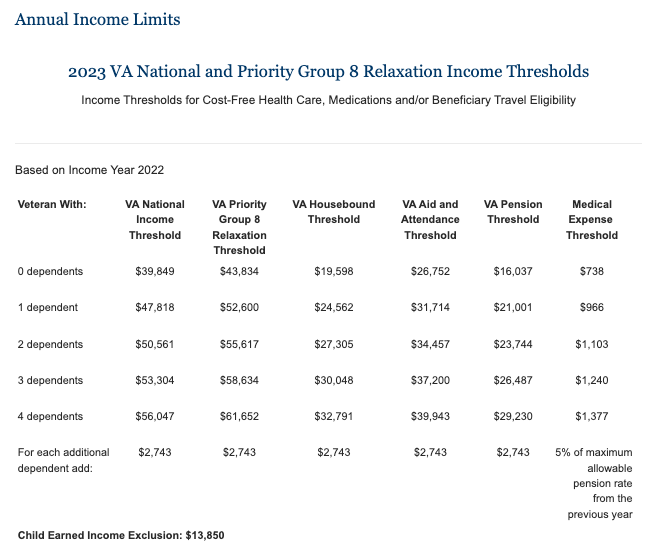 Annual Income Limits
2023 VA National and Priority Group 8 Relaxation Income Thresholds
Income Thresholds for Cost-Free Health Care, Medications and/or Beneficiary Travel Eligibility
Based on Income Year 2022
Veteran With: VA National Income Threshold VA Priority Group 8 Relaxation Threshold VA Housebound Threshold VA Aid and Attendance Threshold VA Pension Threshold Medical Expense Threshold
0 dependents $39,849 $43,834 $19,598 $26,752 $16,037 $738
1 dependent $47,818 $52,600 $24,562 $31,714 $21,001 $966
2 dependents $50,561 $55,617 $27,305 $34,457 $23,744 $1,103
3 dependents $53,304 $58,634 $30,048 $37,200 $26,487 $1,240
4 dependents $56,047 $61,652 $32,791 $39,943 $29,230 $1,377
For each additional dependent add: $2,743 $2,743 $2,743 $2,743 $2,743 5% of maximum allowable pension rate from the previous year
Child Earned Income Exclusion: $13,850